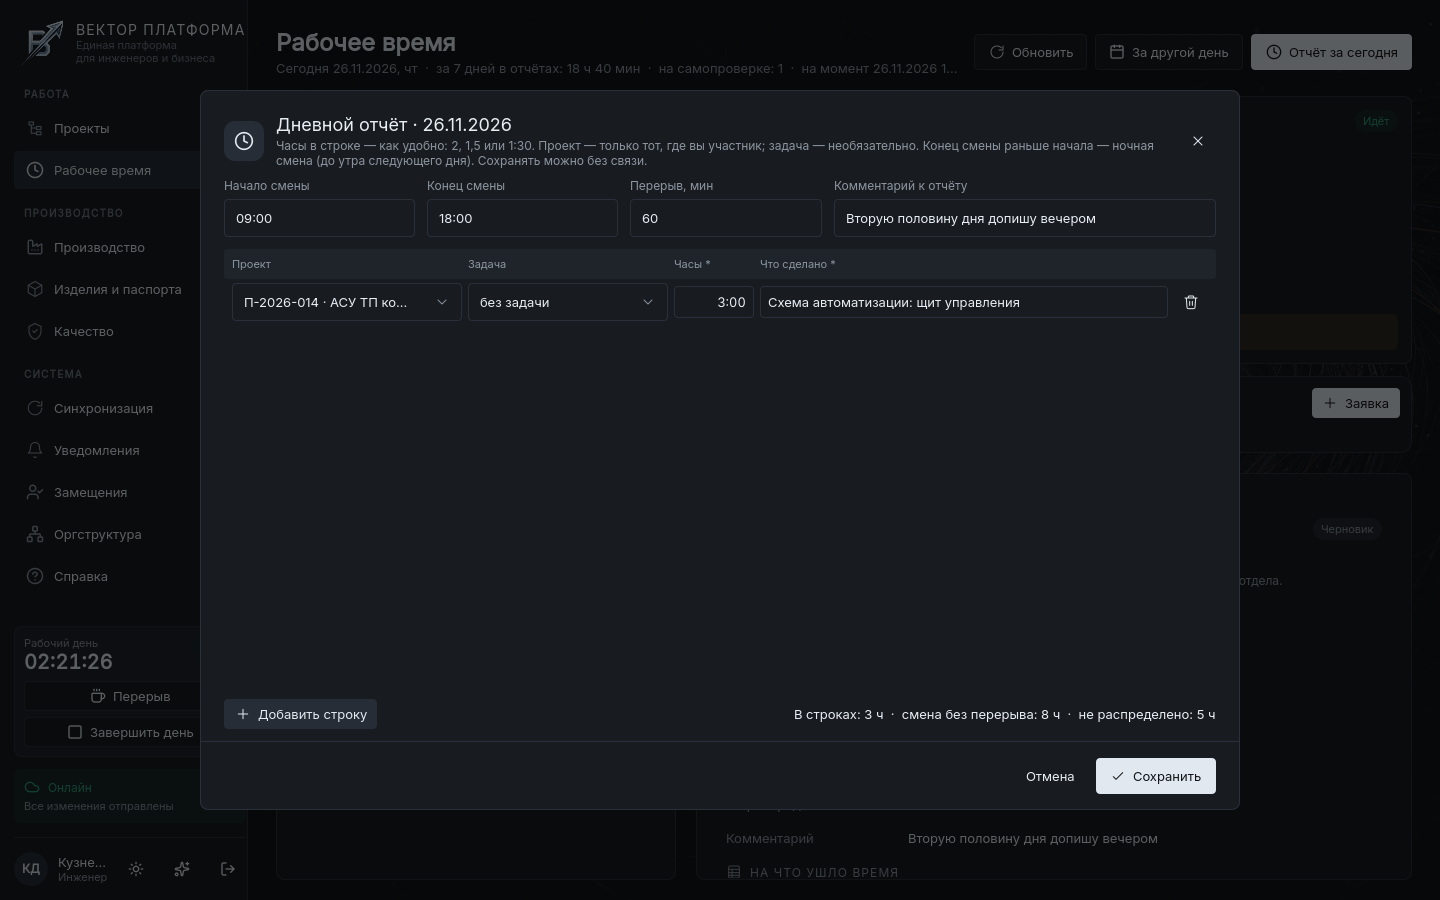 ВЕКТОР ПЛАТФОРМА
Единая платформа
для инженеров и бизнеса
РАБОТА
Проекты
Рабочее время
ПРОИЗВОДСТВО
Производство
Изделия и паспорта
Качество
СИСТЕМА
Синхронизация
Уведомления
Замещения
Оргструктура
Справка
Рабочий день
02:21:26
Перерыв
Завершить день
Онлайн
Все изменения отправлены
КД
Кузне...
Инженер
Рабочее время
Сегодня 26.11.2026, чт · за 7 дней в отчётах: 18 ч 40 мин · на самопроверке: 1 · на момент 26.11.2026 1...
Обновить
За другой день
Отчёт за сегодня
Идёт
Дневной отчёт · 26.11.2026
Часы в строке — как удобно: 2, 1,5 или 1:30. Проект — только тот, где вы участник; задача — необязательно. Конец смены раньше начала — ночная
смена (до утра следующего дня). Сохранять можно без связи.
Начало смены
Конец смены
Перерыв, мин
Комментарий к отчёту
09:00
18:00
60
Вторую половину дня допишу вечером
Проект
Задача
Часы *
Что сделано *
П-2026-014 · АСУ ТП ко...
без задачи
3:00
Схема автоматизации: щит управления
Добавить строку
В строках: 3 ч · смена без перерыва: 8 ч · не распределено: 5 ч
Отмена
Сохранить
Заявка
Черновик
отдела.
Комментарий
Вторую половину дня допишу вечером
НА ЧТО УШЛО ВРЕМЯ